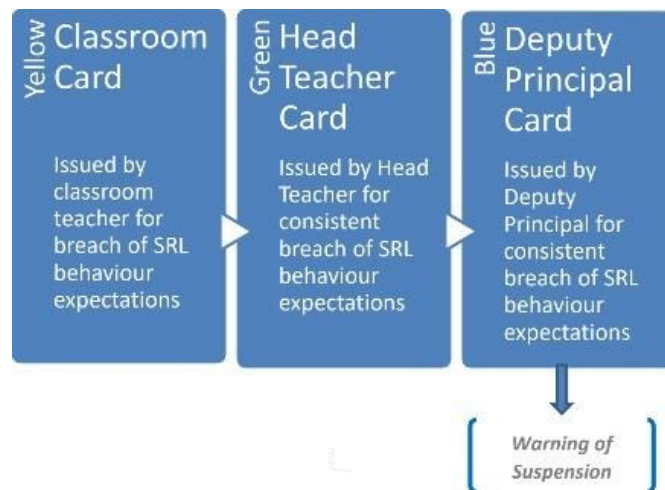 Yellow
Classroom
Card
Issued by
classroom
teacher for
breach of SRL
behaviour
expectations
Green
Head
Teacher
Card
Issued by Head
Teacher for
consistent
breach of SRL
behaviour
expectations
Blue
Deputy
Principal
Card
Issued by
Deputy
Principal for
consistent
breach of SRL
behaviour
expectations
Warning of
Suspension